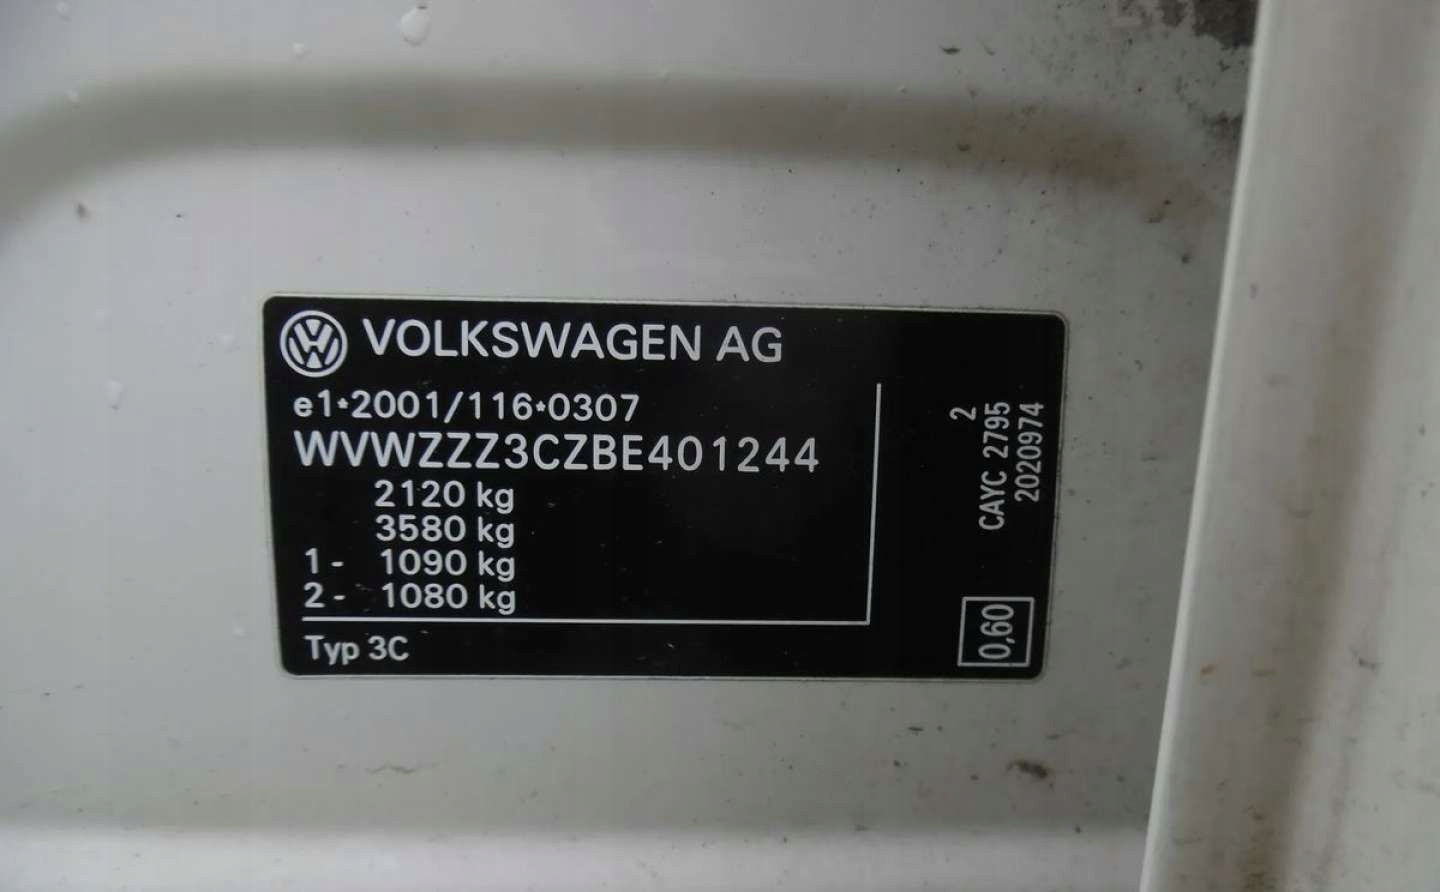 VOLKSWAGEN AG
e1*2001/116*0307
WVWZZZ3CZBE401244
2120 kg
3580 kg
1- 1090 kg
2- 1080 kg
Typ 3C
2
CAYC 2795
2020974
0,60